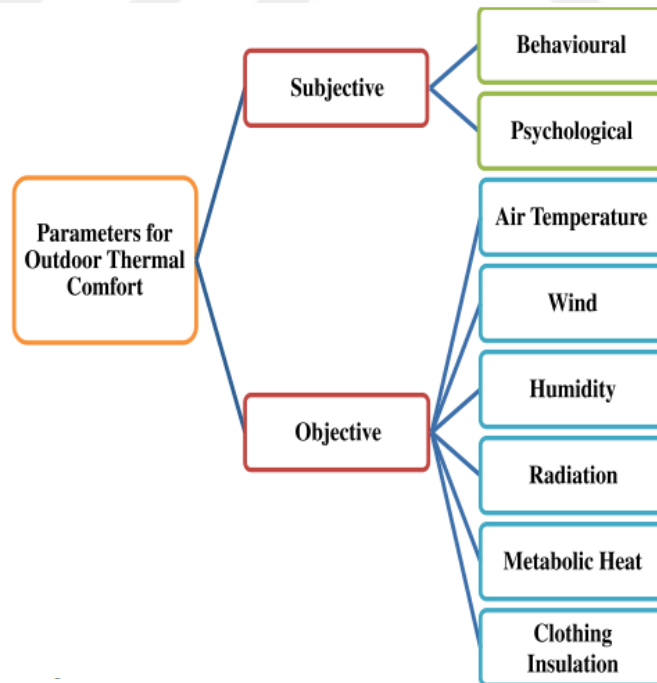 Parameters for
Outdoor Thermal
Comfort
Subjective
Behavioural
Psychological
Objective
Air Temperature
Wind
Humidity
Radiation
Metabolic Heat
Clothing
Insulation